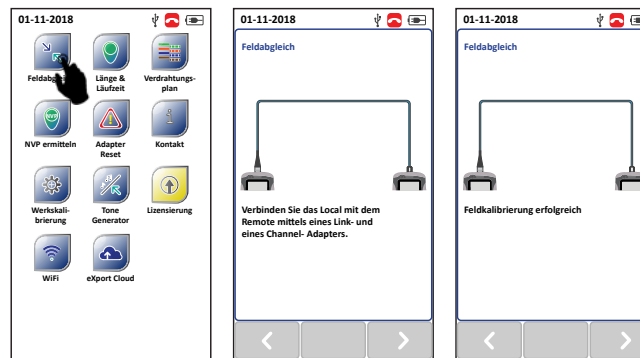 01-11-2018
Feldabgleich
Länge &
Läufzeit
Verdrahtungs-
plan
NVP
NVP ermitteln
Adapter
Reset
Kontakt
Werkskali-
brierung
Tone
Generator
Lizensierung
WiFi
eXport Cloud
01-11-2018
Feldabgleich
Verbinden Sie das Local mit dem
Remote mittels eines Link- und
eines Channel- Adapters.
01-11-2018
Feldabgleich
Feldkalibrierung erfolgreich